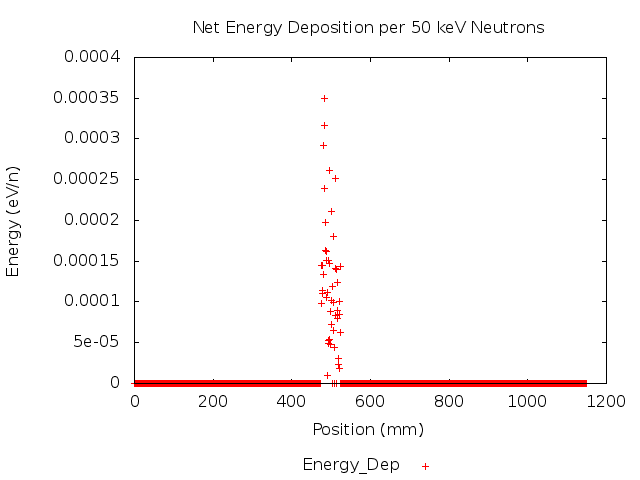 Net Energy Deposition per 50 keV Neutrons
0.0004
0.00035
0.0003
0.00025
0.0002
0.00015
0.0001
5e-05
0
Energy (eV/n)
0 200 400 600 800 1000 1200
Position (mm)
Energy_Dep